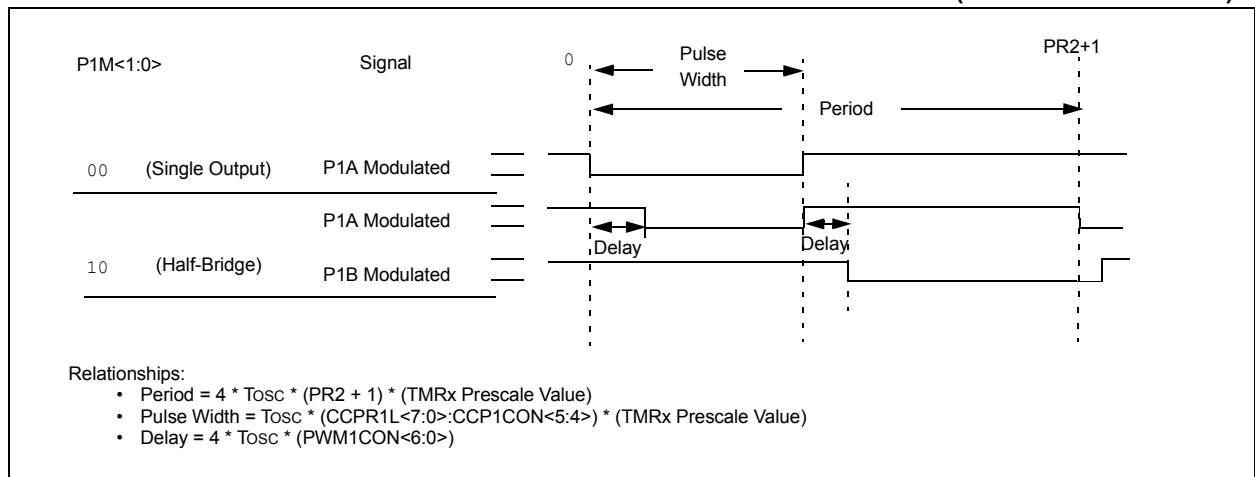 P1M<1:0> Signal 0 Pulse Width PR2+1
Period
00 (Single Output) P1A Modulated
P1A Modulated
Delay Delay
10 (Half-Bridge) P1B Modulated
Relationships:
• Period = 4 * TOSC * (PR2 + 1) * (TMRx Prescale Value)
• Pulse Width = TOSC * (CCPR1L<7:0>:CCP1CON<5:4>) * (TMRx Prescale Value)
• Delay = 4 * TOSC * (PWM1CON<6:0>)